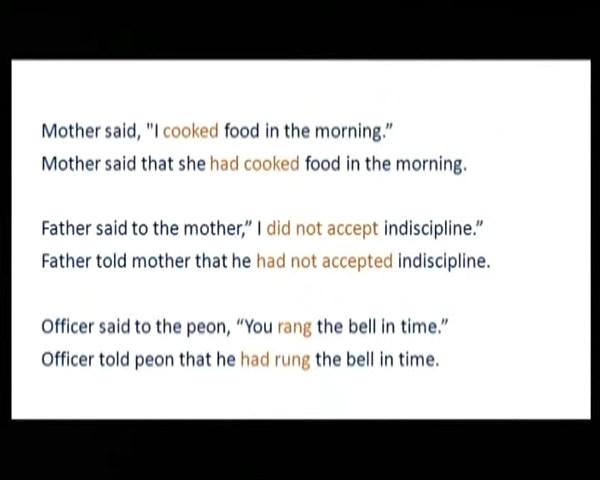 Mother said, "I cooked food in the morning.”
Mother said that she had cooked food in the morning.
Father said to the mother,” I did not accept indiscipline.”
Father told mother that he had not accepted indiscipline.
Officer said to the peon, “You rang the bell in time.”
Officer told peon that he had rung the bell in time.